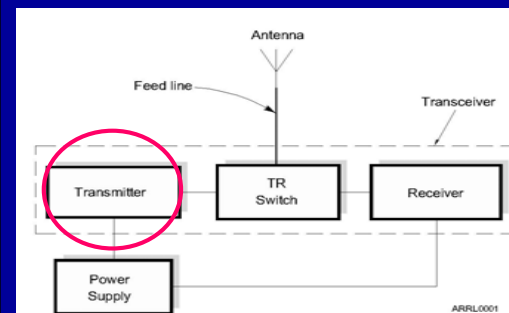 Antenna
Feed line
Transceiver
Transmitter
TR
Switch
Receiver
Power
Supply
ARRL0001